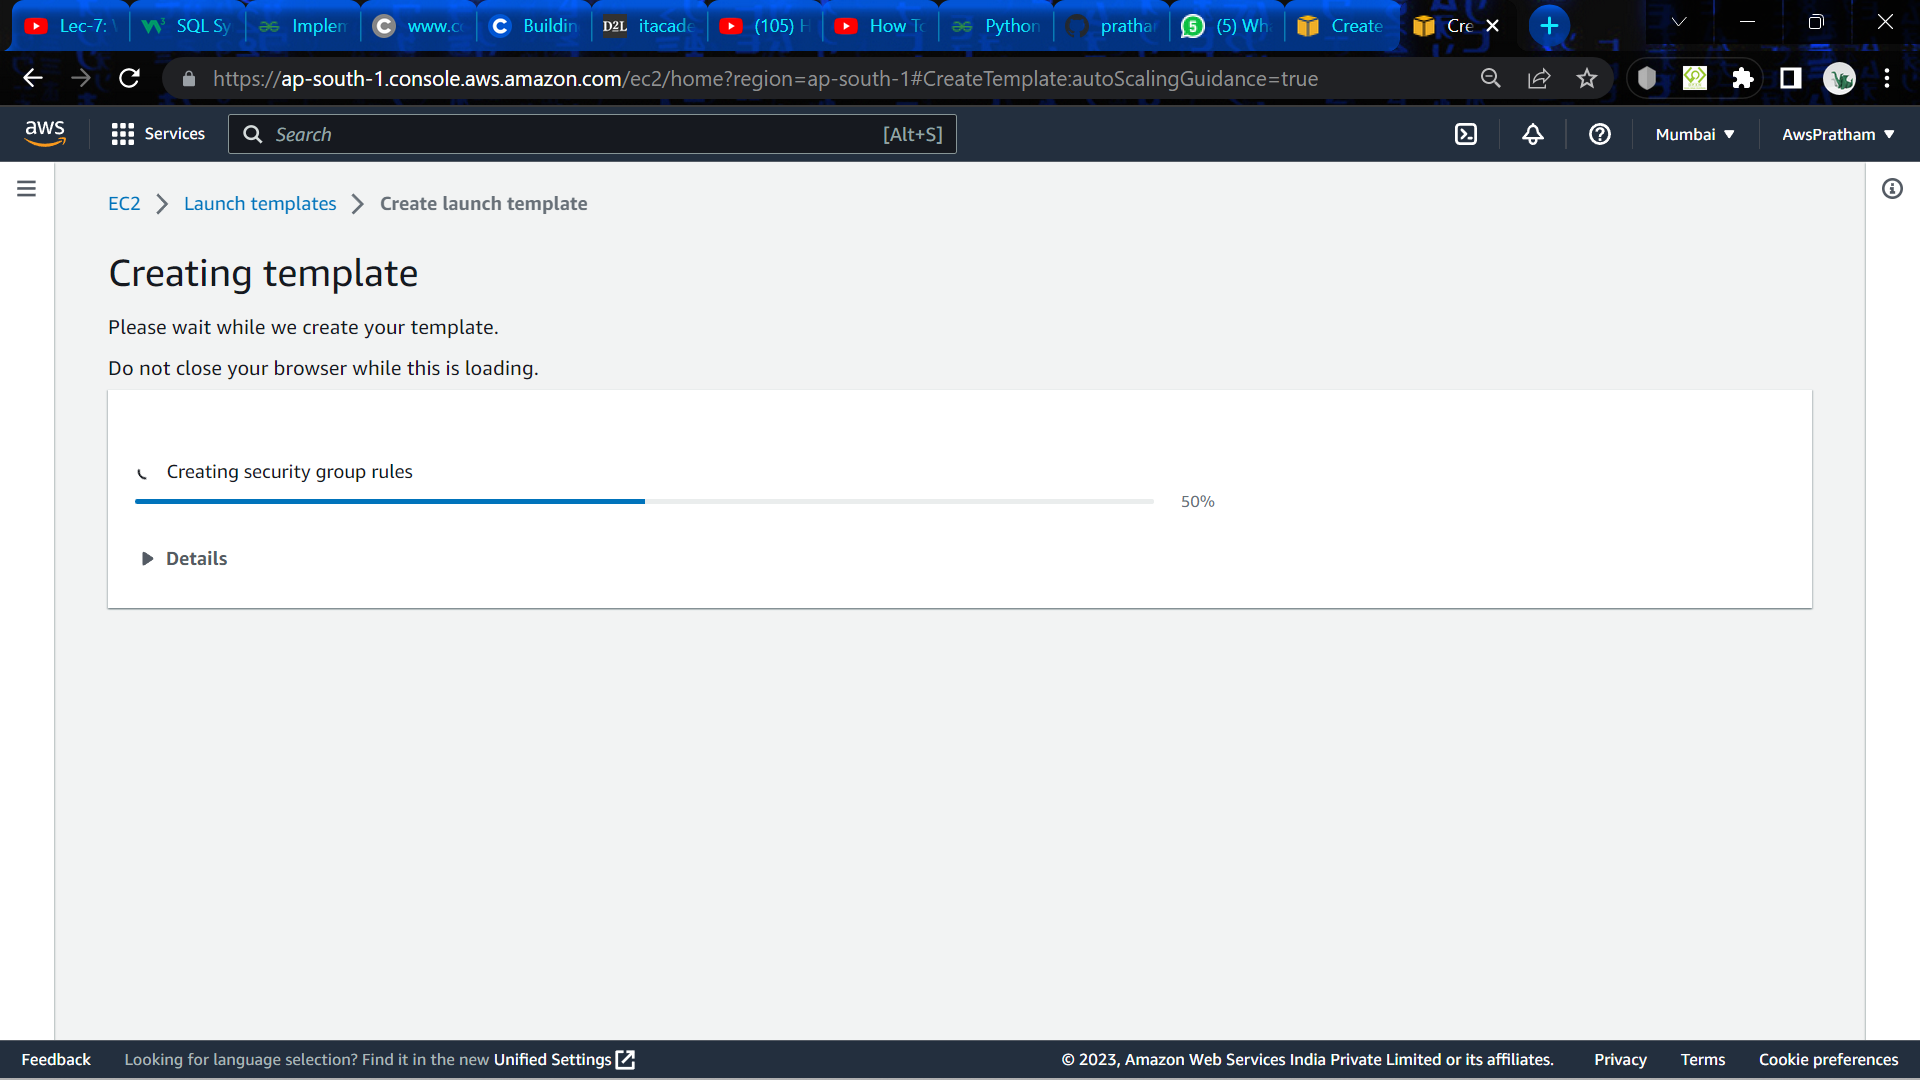 Lec-7: SQL Sy Implem www.c Buildin D2L itacade (105) H How To Python prathar (5) Wh Create Cre
https://ap-south-1.console.aws.amazon.com/ec2/home?region=ap-south-1#CreateTemplate:autoScalingGuidance=true
aws Services Search [Alt+S] Mumbai AwsPratham
EC2 Launch templates Create launch template
Creating template
Please wait while we create your template.
Do not close your browser while this is loading.
Creating security group rules
50%
Details
Feedback Looking for language selection? Find it in the new Unified Settings © 2023, Amazon Web Services India Private Limited or its affiliates. Privacy Terms Cookie preferences